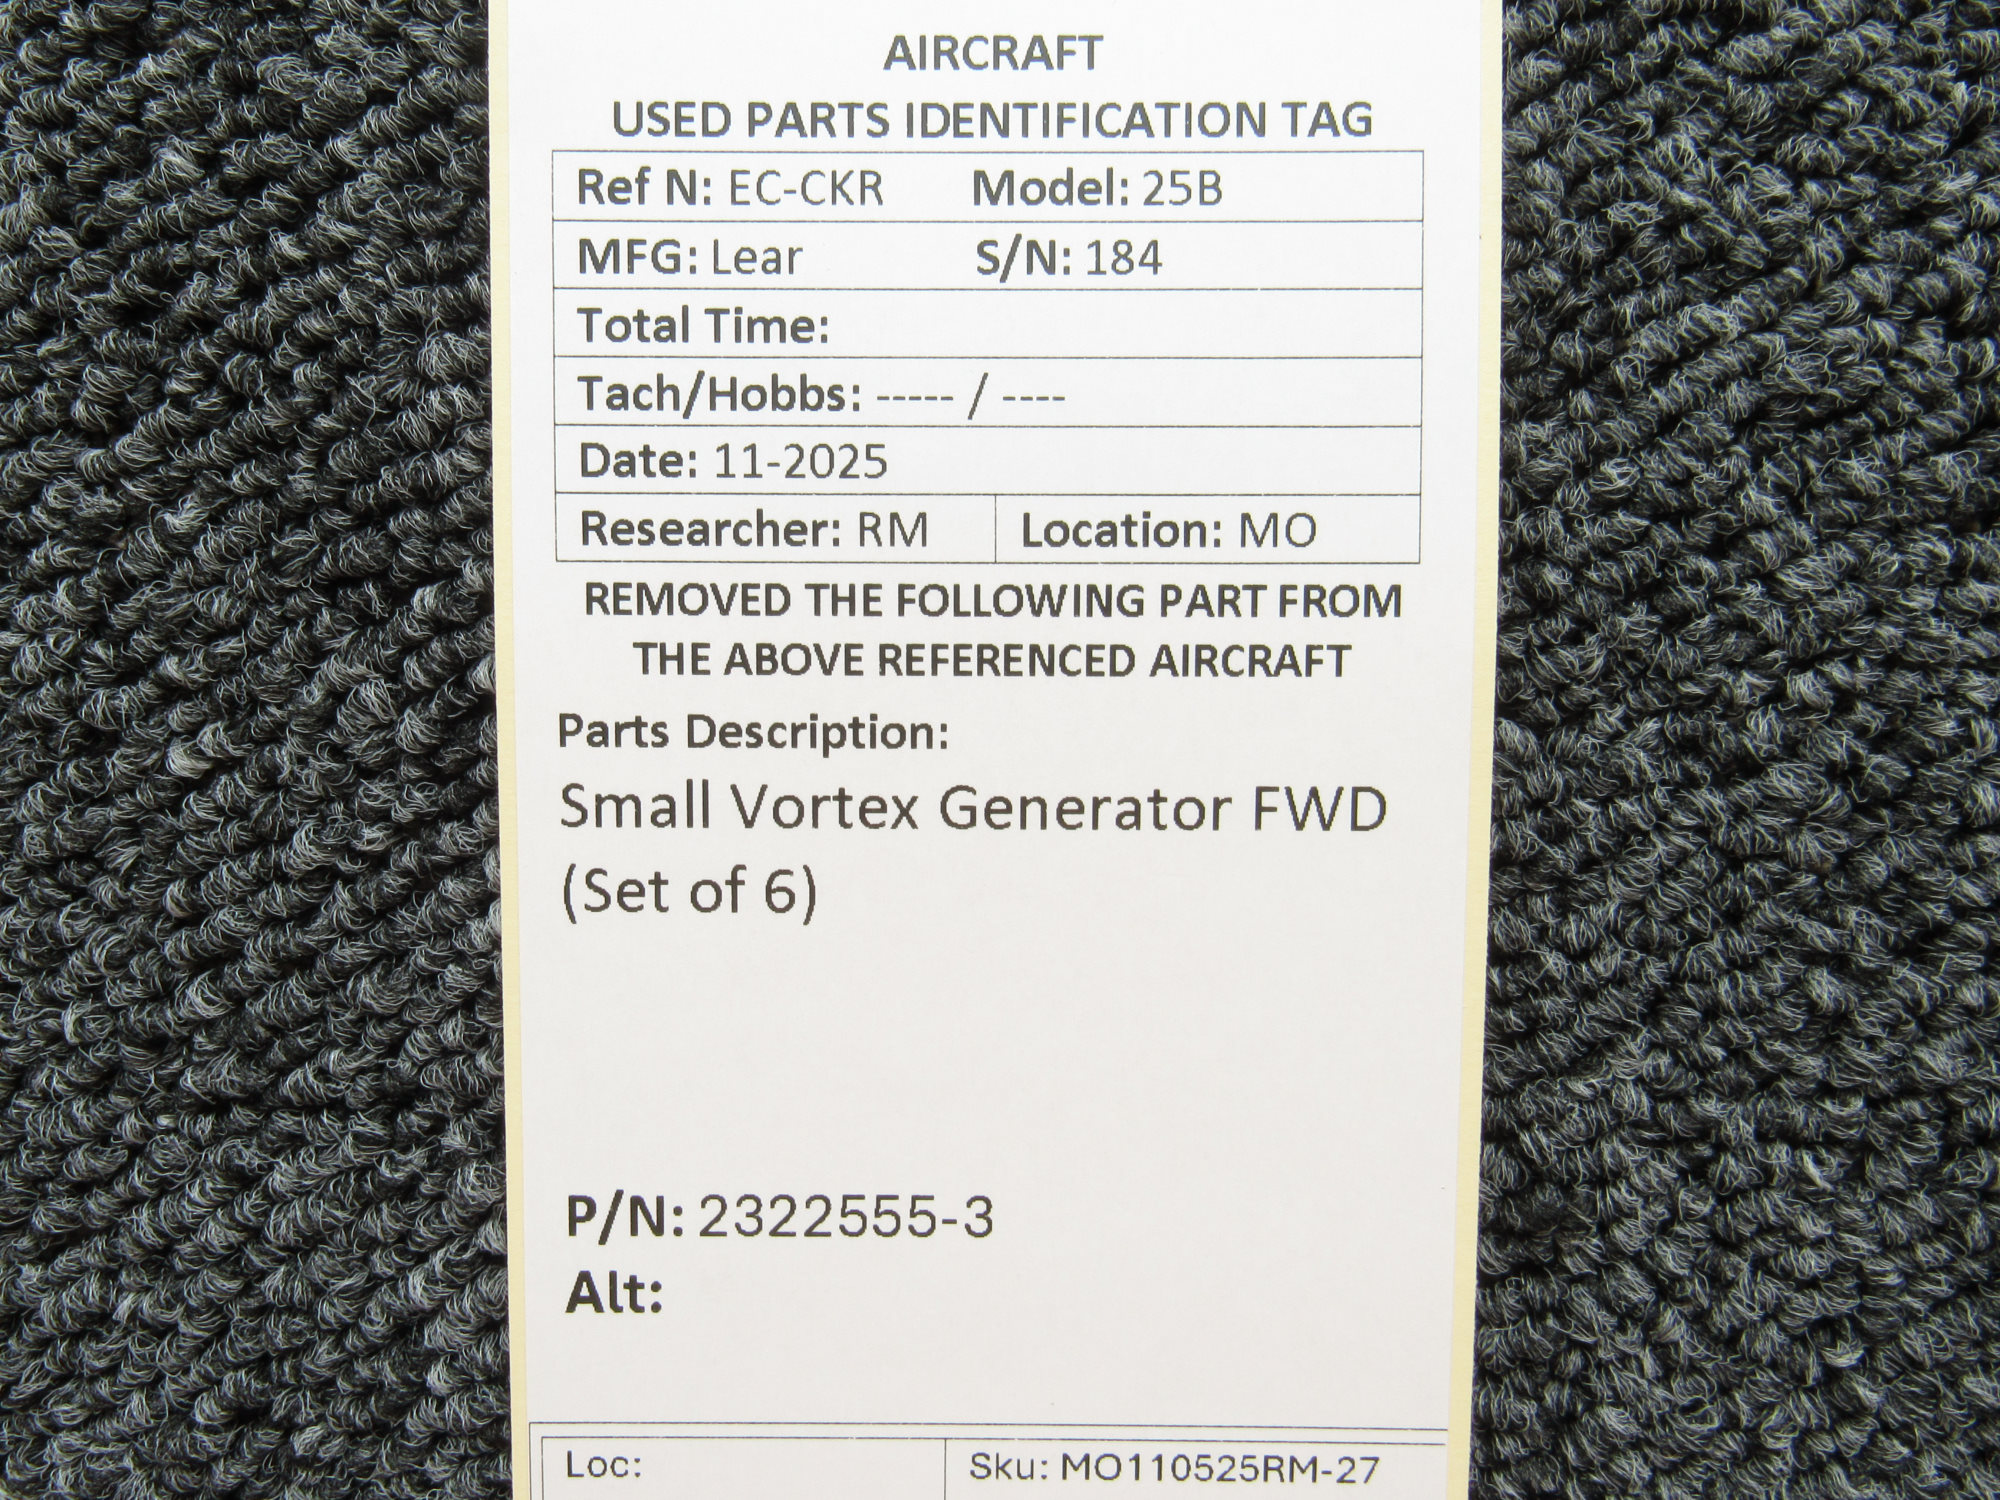 AIRCRAFT
USED PARTS IDENTIFICATION TAG
Ref N: EC-CKR Model: 25B
MFG: Lear S/N: 184
Total Time:
Tach/Hobbs: ----- / ----
Date: 11-2025
Researcher: RM Location: MO
REMOVED THE FOLLOWING PART FROM
THE ABOVE REFERENCED AIRCRAFT
Parts Description:
Small Vortex Generator FWD
(Set of 6)
P/N: 2322555-3
Alt:
Loc: Sku: MO110525RM-27